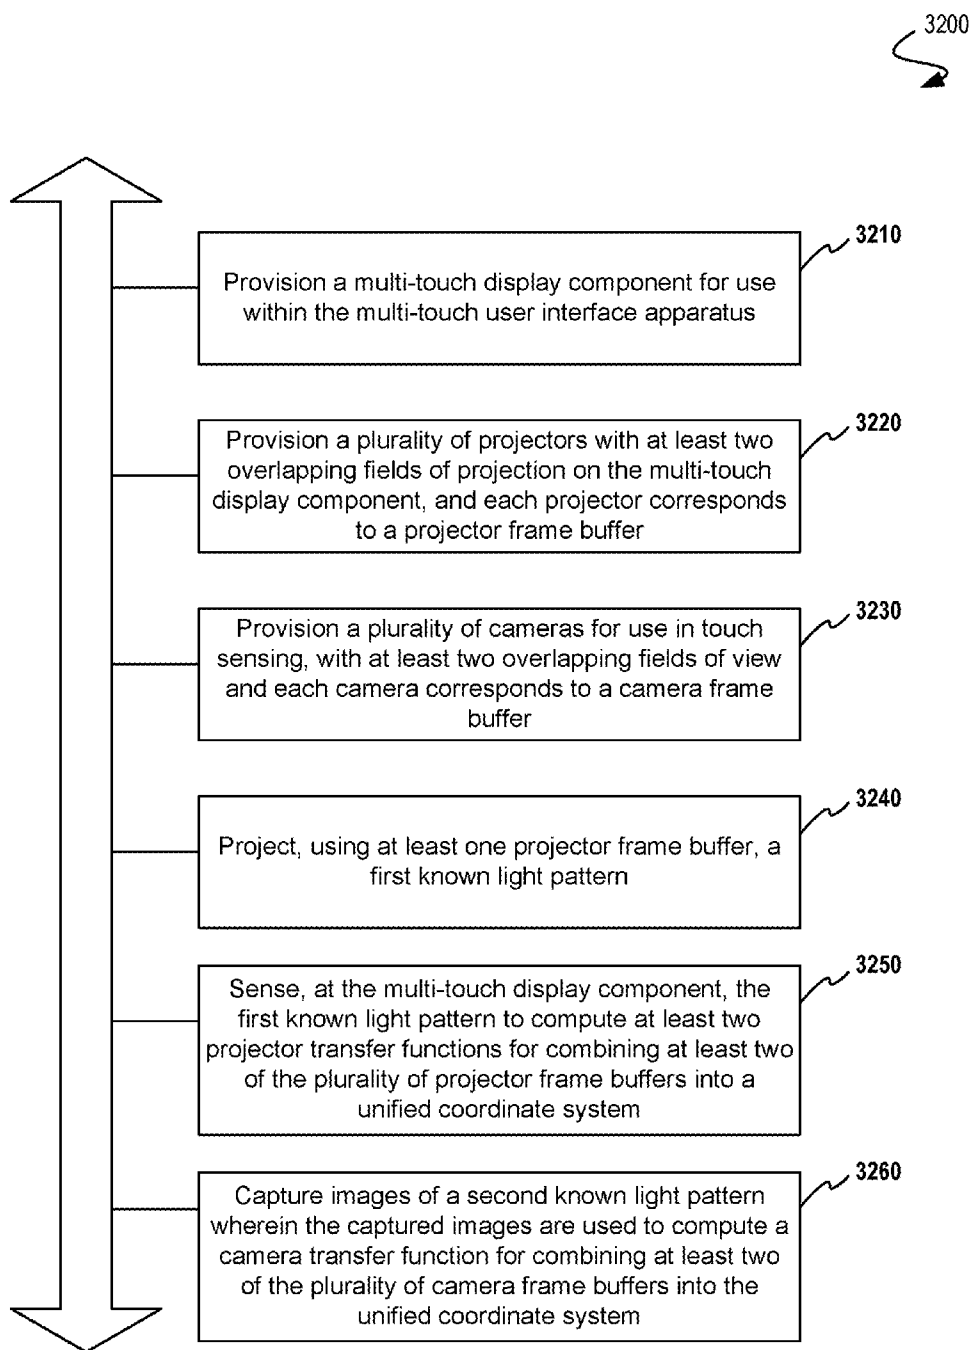 3200
3210
Provision a multi-touch display component for use
within the multi-touch user interface apparatus
3220
Provision a plurality of projectors with at least two
overlapping fields of projection on the multi-touch
display component, and each projector corresponds
to a projector frame buffer
3230
Provision a plurality of cameras for use in touch
sensing, with at least two overlapping fields of view
and each camera corresponds to a camera frame
buffer
3240
Project, using at least one projector frame buffer, a
first known light pattern
3250
Sense, at the multi-touch display component, the
first known light pattern to compute at least two
projector transfer functions for combining at least two
of the plurality of projector frame buffers into a
unified coordinate system
3260
Capture images of a second known light pattern
wherein the captured images are used to compute a
camera transfer function for combining at least two
of the plurality of camera frame buffers into the
unified coordinate system